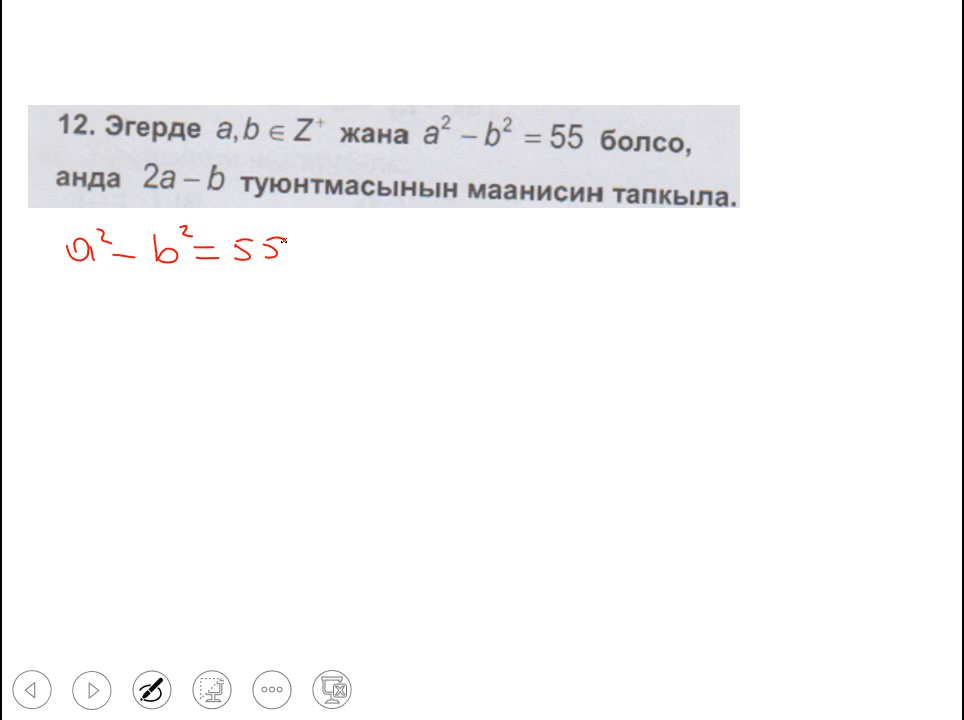 12. Эгерде a,b ∈ Z⁺ жана a² – b² = 55 болсо,
анда 2a – b туюнтмасынын маанисин тапкыла.
a² – b² = 55